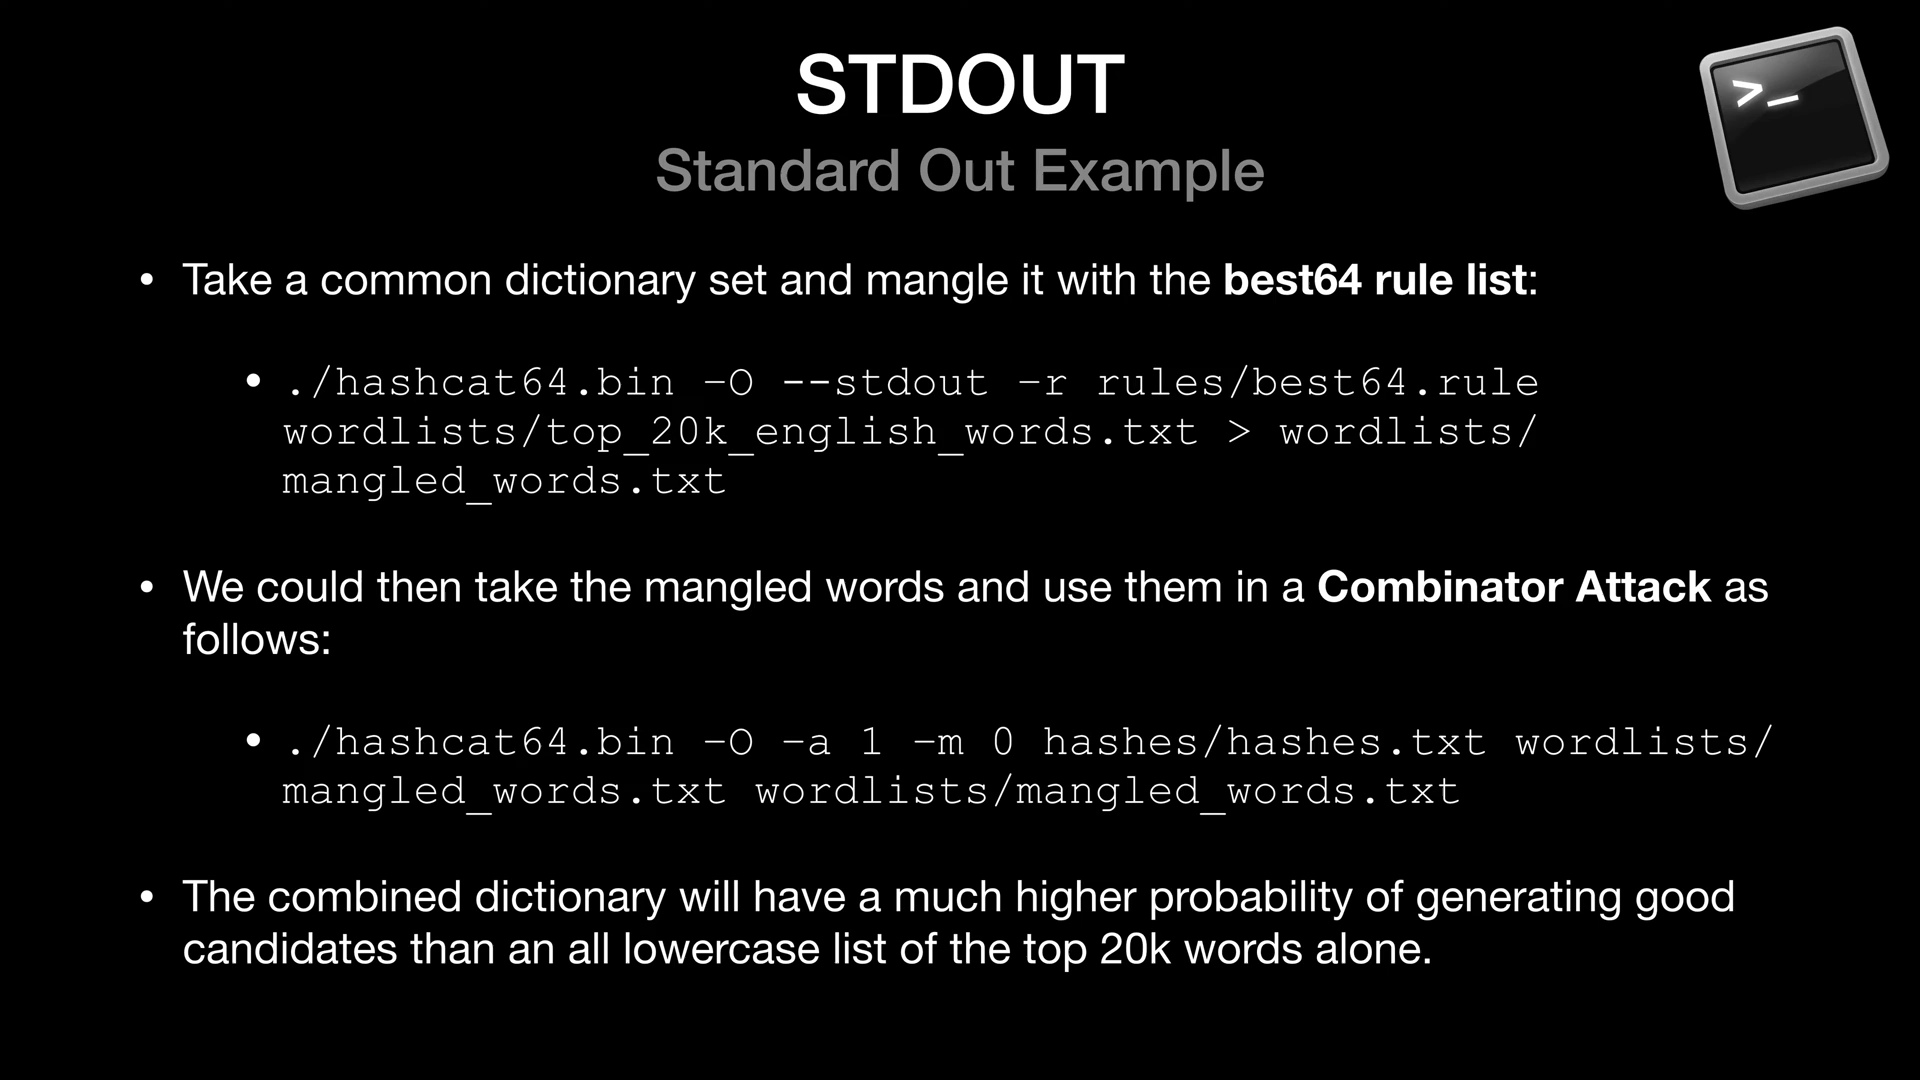 STDOUT
>_
Standard Out Example
• Take a common dictionary set and mangle it with the best64 rule list:
• ./hashcat64.bin –O --stdout –r rules/best64.rule
wordlists/top_20k_english_words.txt > wordlists/
mangled_words.txt
• We could then take the mangled words and use them in a Combinator Attack as
follows:
• ./hashcat64.bin –O –a 1 –m 0 hashes/hashes.txt wordlists/
mangled_words.txt wordlists/mangled_words.txt
• The combined dictionary will have a much higher probability of generating good
candidates than an all lowercase list of the top 20k words alone.